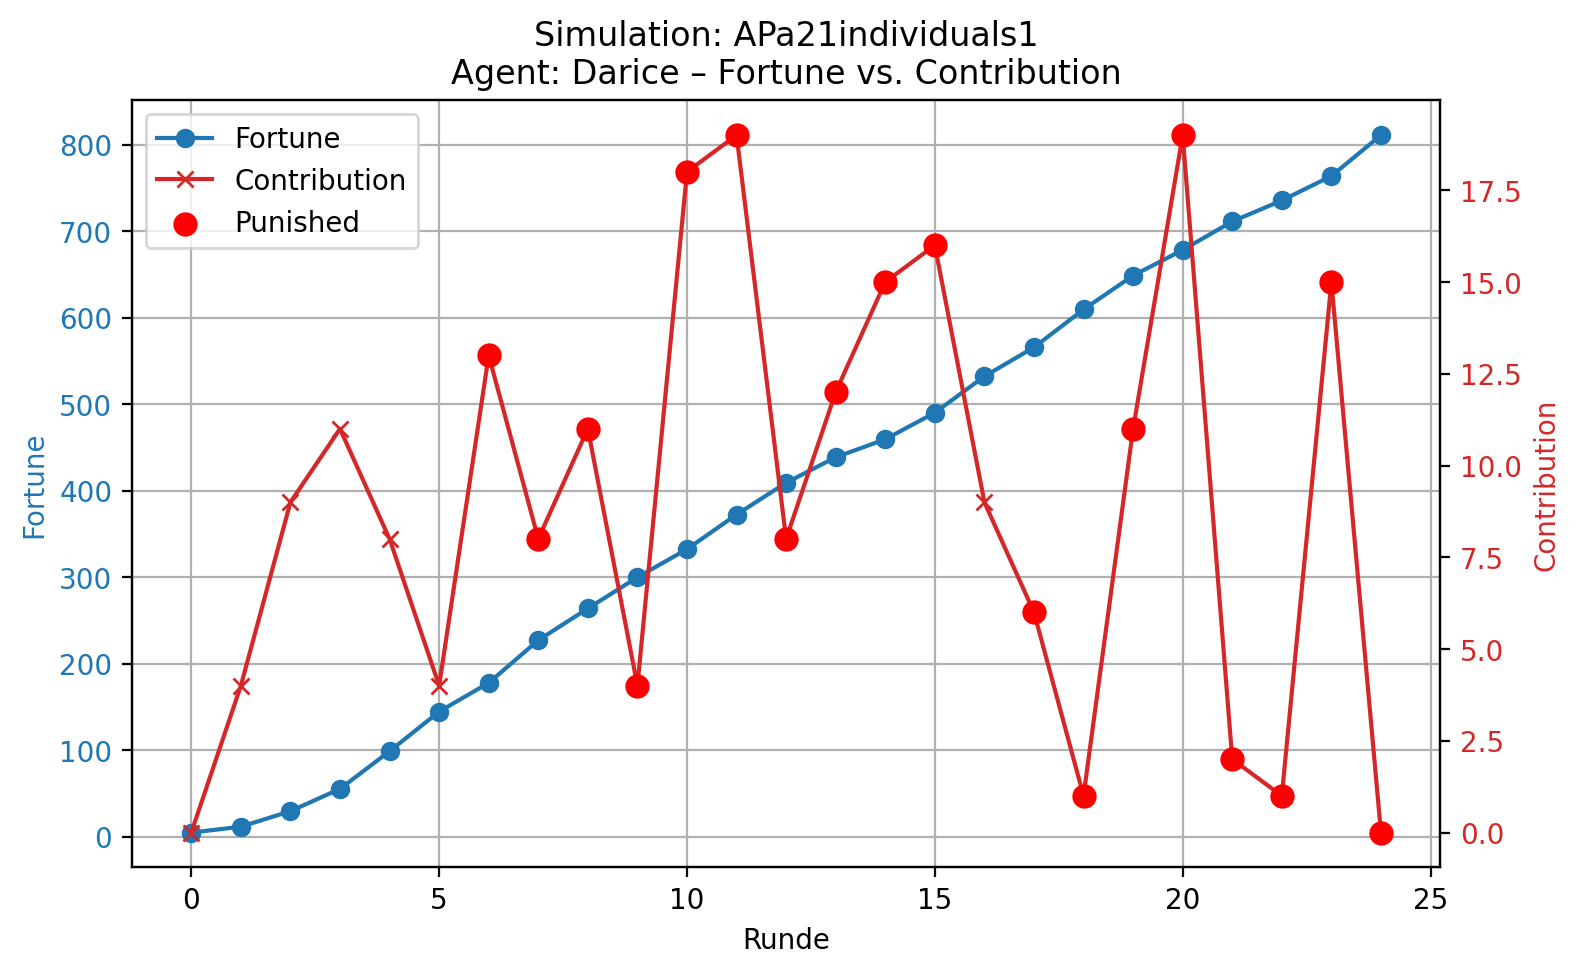 Simulation: APa21individuals1
Agent: Darice – Fortune vs. Contribution
Fortune
Contribution
Punished
800
700
600
500
400
300
200
100
0
Fortune
17.5
15.0
12.5
10.0
7.5
5.0
2.5
0.0
Contribution
0 5 10 15 20 25
Runde